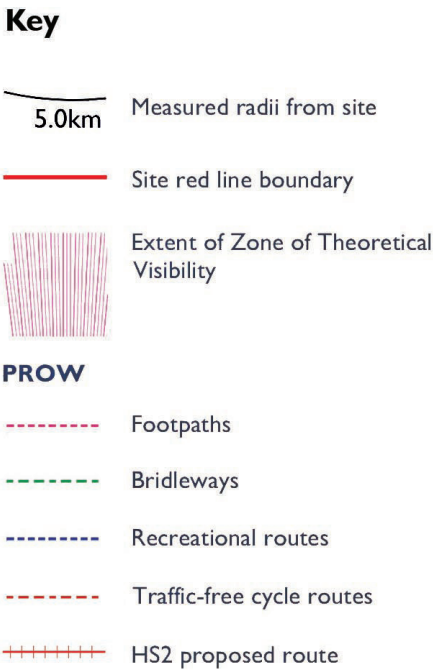 Key
5.0km
Measured radii from site
Site red line boundary
Extent of Zone of Theoretical
Visibility
PROW
Footpaths
Bridleways
Recreational routes
Traffic-free cycle routes
HS2 proposed route